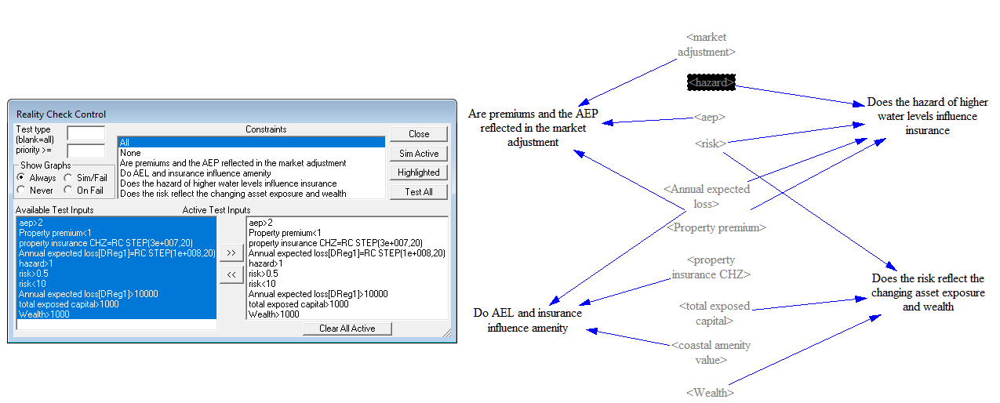 Reality Check Control
Test type
(blank=all)
priority >=
Show Graphs
Always
Sim/Fail
Never
On Fail
Constraints
All
None
Are premiums and the AEP reflected in the market adjustment
Do AEL and insurance influence amenity
Does the hazard of higher water levels influence insurance
Does the risk reflect the changing asset exposure and wealth
Close
Sim Active
Highlighted
Test All
Available Test Inputs
Active Test Inputs
aep>2
Property premium<1
property insurance CHZ=RC STEP(3e+007,20)
Annual expected loss[DReg1]=RC STEP(1e+008,20)
hazard>1
risk>0.5
risk<10
Annual expected loss[DReg1]>10000
total exposed capital>1000
Wealth>1000
>>
<<
aep>2
Property premium<1
property insurance CHZ=RC STEP(3e+007,20)
Annual expected loss[DReg1]=RC STEP(1e+008,20)
hazard>1
risk>0.5
risk<10
Annual expected loss[DReg1]>10000
total exposed capital>1000
Wealth>1000
Clear All Active
Are premiums and the AEP
reflected in the market
adjustment
Do AEL and insurance
influence amenity
<market
adjustment>
<hazard>
<aep>
<risk>
<Annual expected
loss>
<Property premium>
<property
insurance CHZ>
<total exposed
capital>
<coastal amenity
value>
<Wealth>
Does the hazard of higher
water levels influence
insurance
Does the risk reflect the
changing asset exposure
and wealth